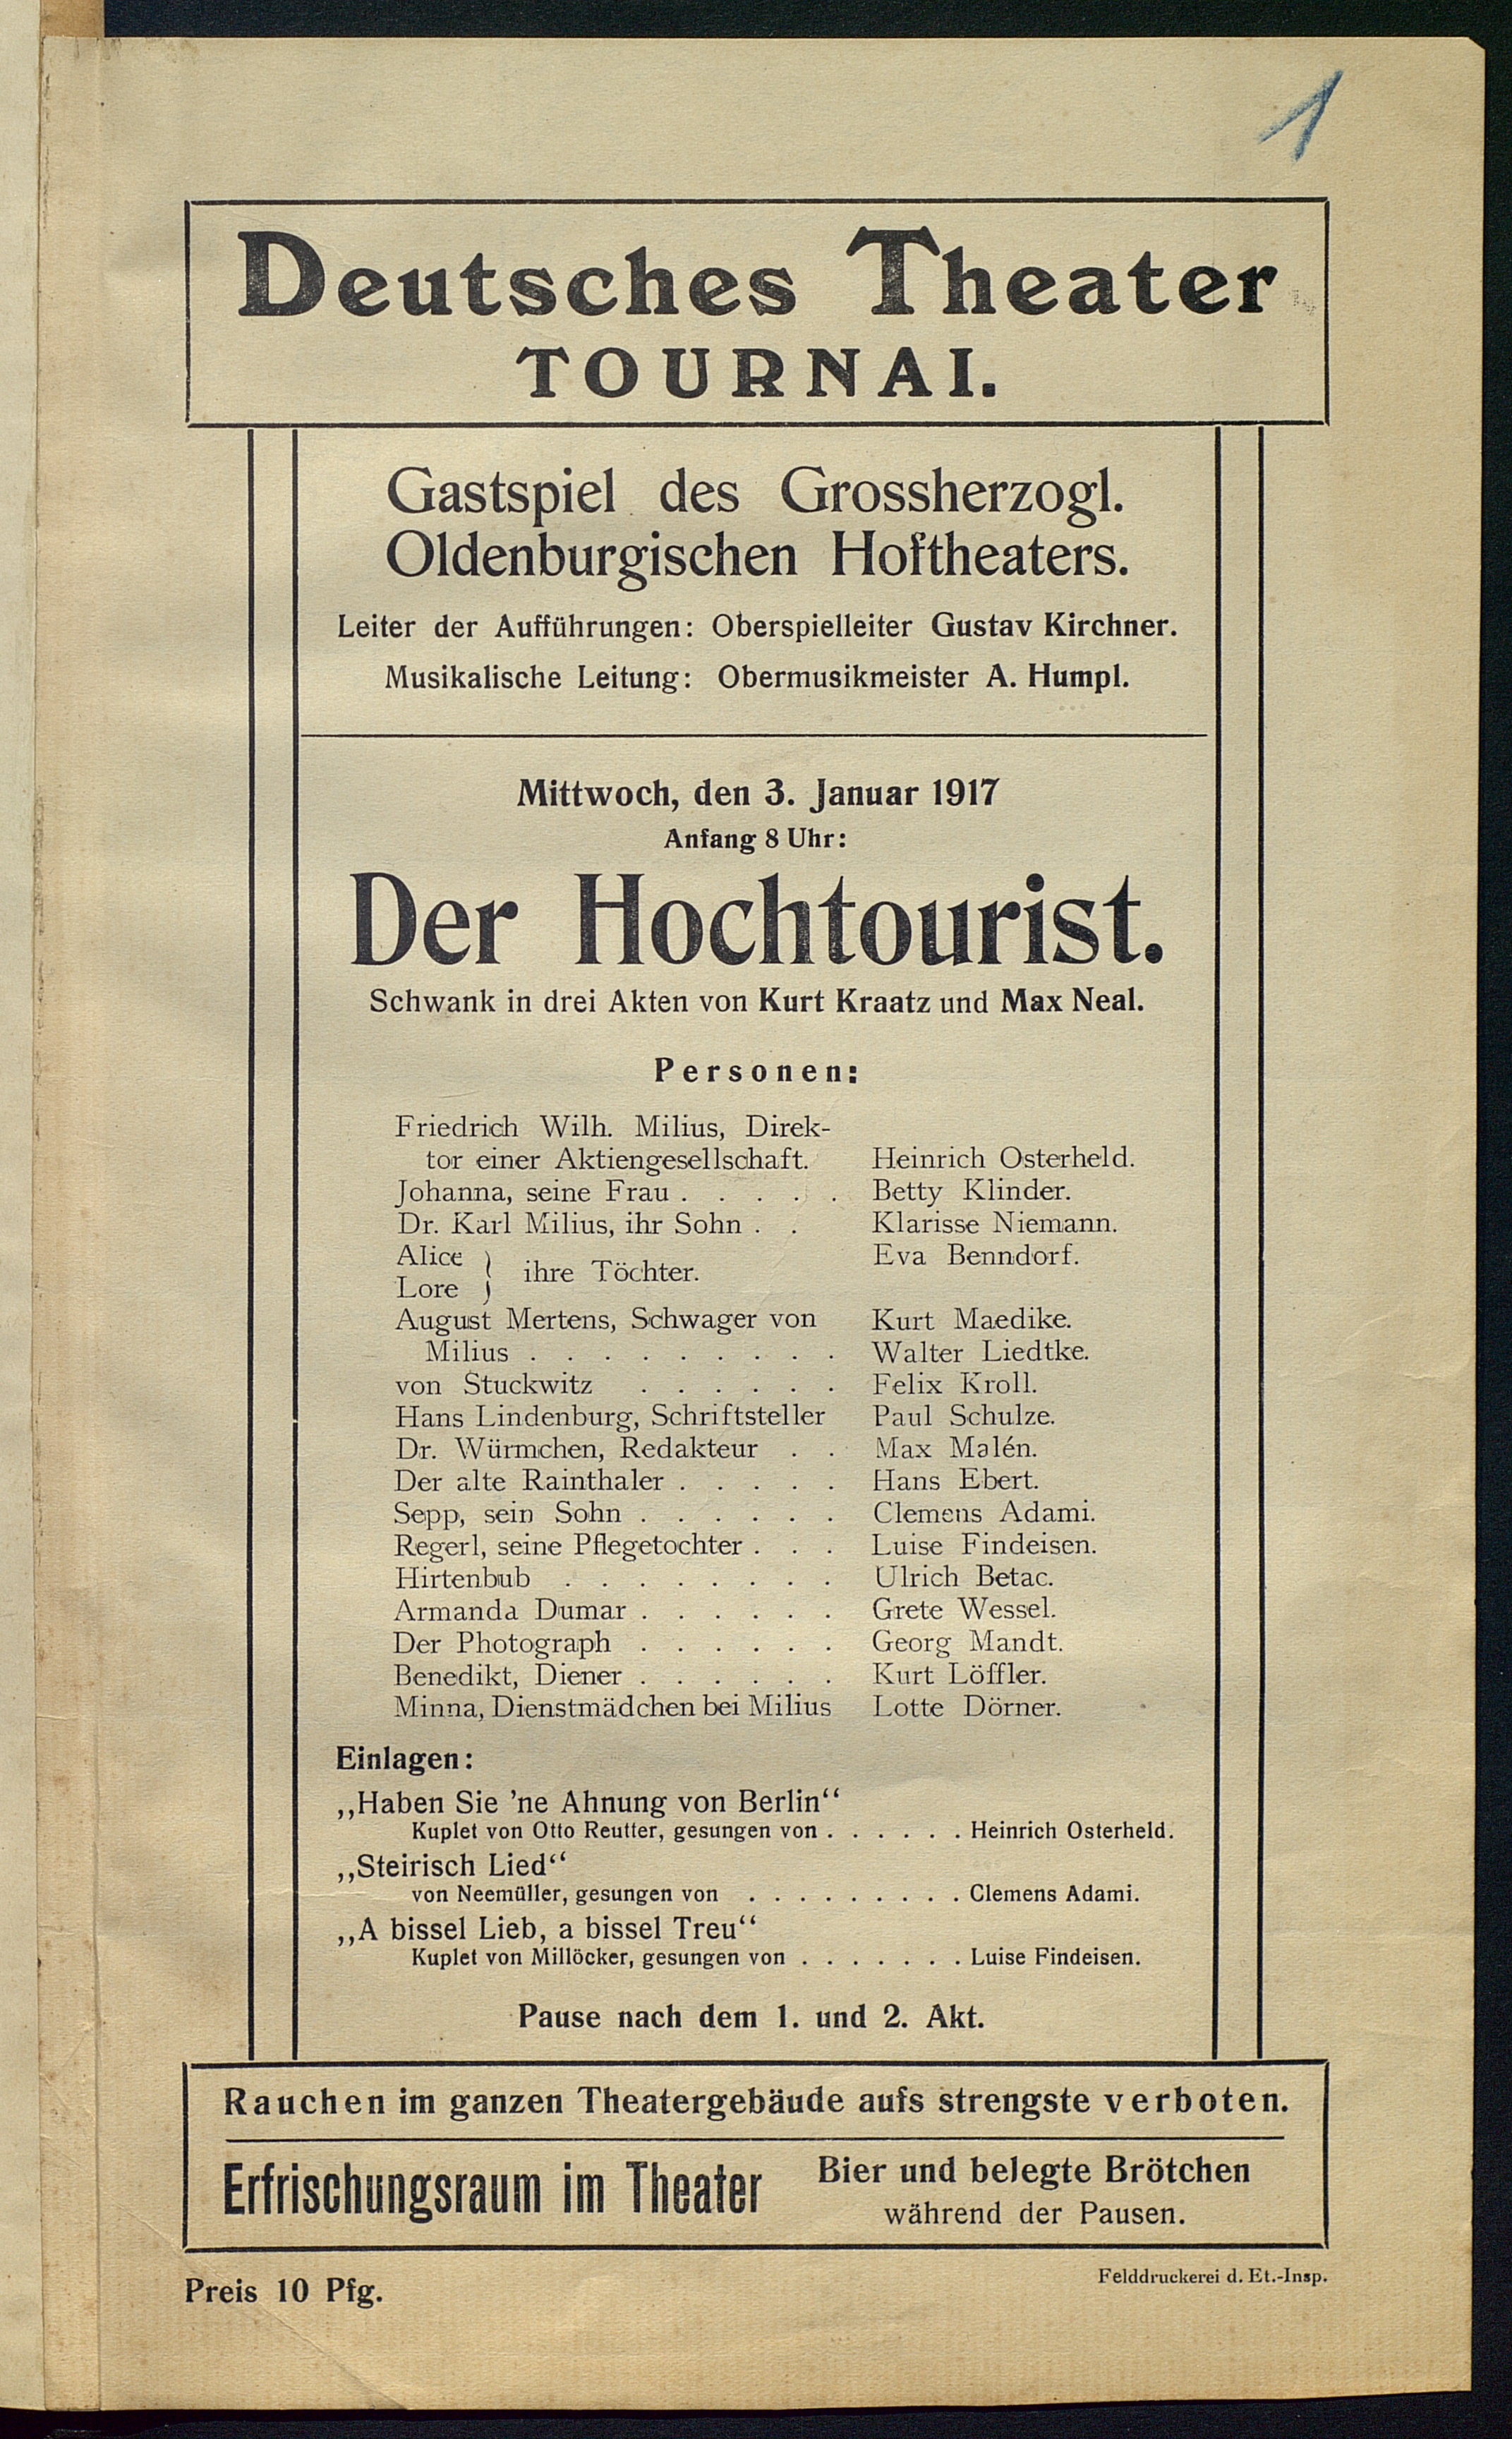 1
Deutsches Theater
TOURNAI.
Gastspiel des Grossherzogl.
Oldenburgischen Hoftheaters.
Leiter der Aufführungen: Oberspielleiter Gustav Kirchner.
Musikalische Leitung: Obermusikmeister A. Humpl.
Mittwoch, den 3. Januar 1917
Anfang 8 Uhr:
Der Hochtourist.
Schwank in drei Akten von Kurt Kraatz und Max Neal.
Personen:
Friedrich Wilh. Milius, Direk-
tor einer Aktiengesellschaft. Heinrich Osterheld.
Johanna, seine Frau . . . . . Betty Klinder.
Dr. Karl Milius, ihr Sohn . . Klarisse Niemann.
Alice } Eva Benndorf.
ihre Töchter.
Lore
August Mertens, Schwager von Kurt Maedike.
Milius . . . . . . . . . Walter Liedtke.
von Stuckwitz . . . . . . Felix Kroll.
Hans Lindenburg, Schriftsteller Paul Schulze.
Dr. Würmchen, Redakteur . . Max Malén.
Der alte Rainthaler . . . . . Hans Ebert.
Sepp, sein Sohn . . . . . . Clemens Adami.
Regerl, seine Pflegetochter . . . Luise Findeisen.
Hirtenbub . . . . . . . . Ulrich Betac.
Armanda Dumar . . . . . . Grete Wessel.
Der Photograph . . . . . . Georg Mandt.
Benedikt, Diener . . . . . . Kurt Löffler.
Minna, Dienstmädchen bei Milius Lotte Dörner.
Einlagen:
„Haben Sie 'ne Ahnung von Berlin“
Kuplet von Otto Reutter, gesungen von . . . . . . Heinrich Osterheld.
„Steirisch Lied“
von Neemüller, gesungen von . . . . . . . . . Clemens Adami.
„A bissel Lieb, a bissel Treu“
Kuplet von Millöcker, gesungen von . . . . . . . Luise Findeisen.
Pause nach dem 1. und 2. Akt.
Rauchen im ganzen Theatergebäude aufs strengste verboten.
Erfrischungsraum im Theater Bier und belegte Brötchen
während der Pausen.
Preis 10 Pfg. Felddruckerei d. Et.-Insp.